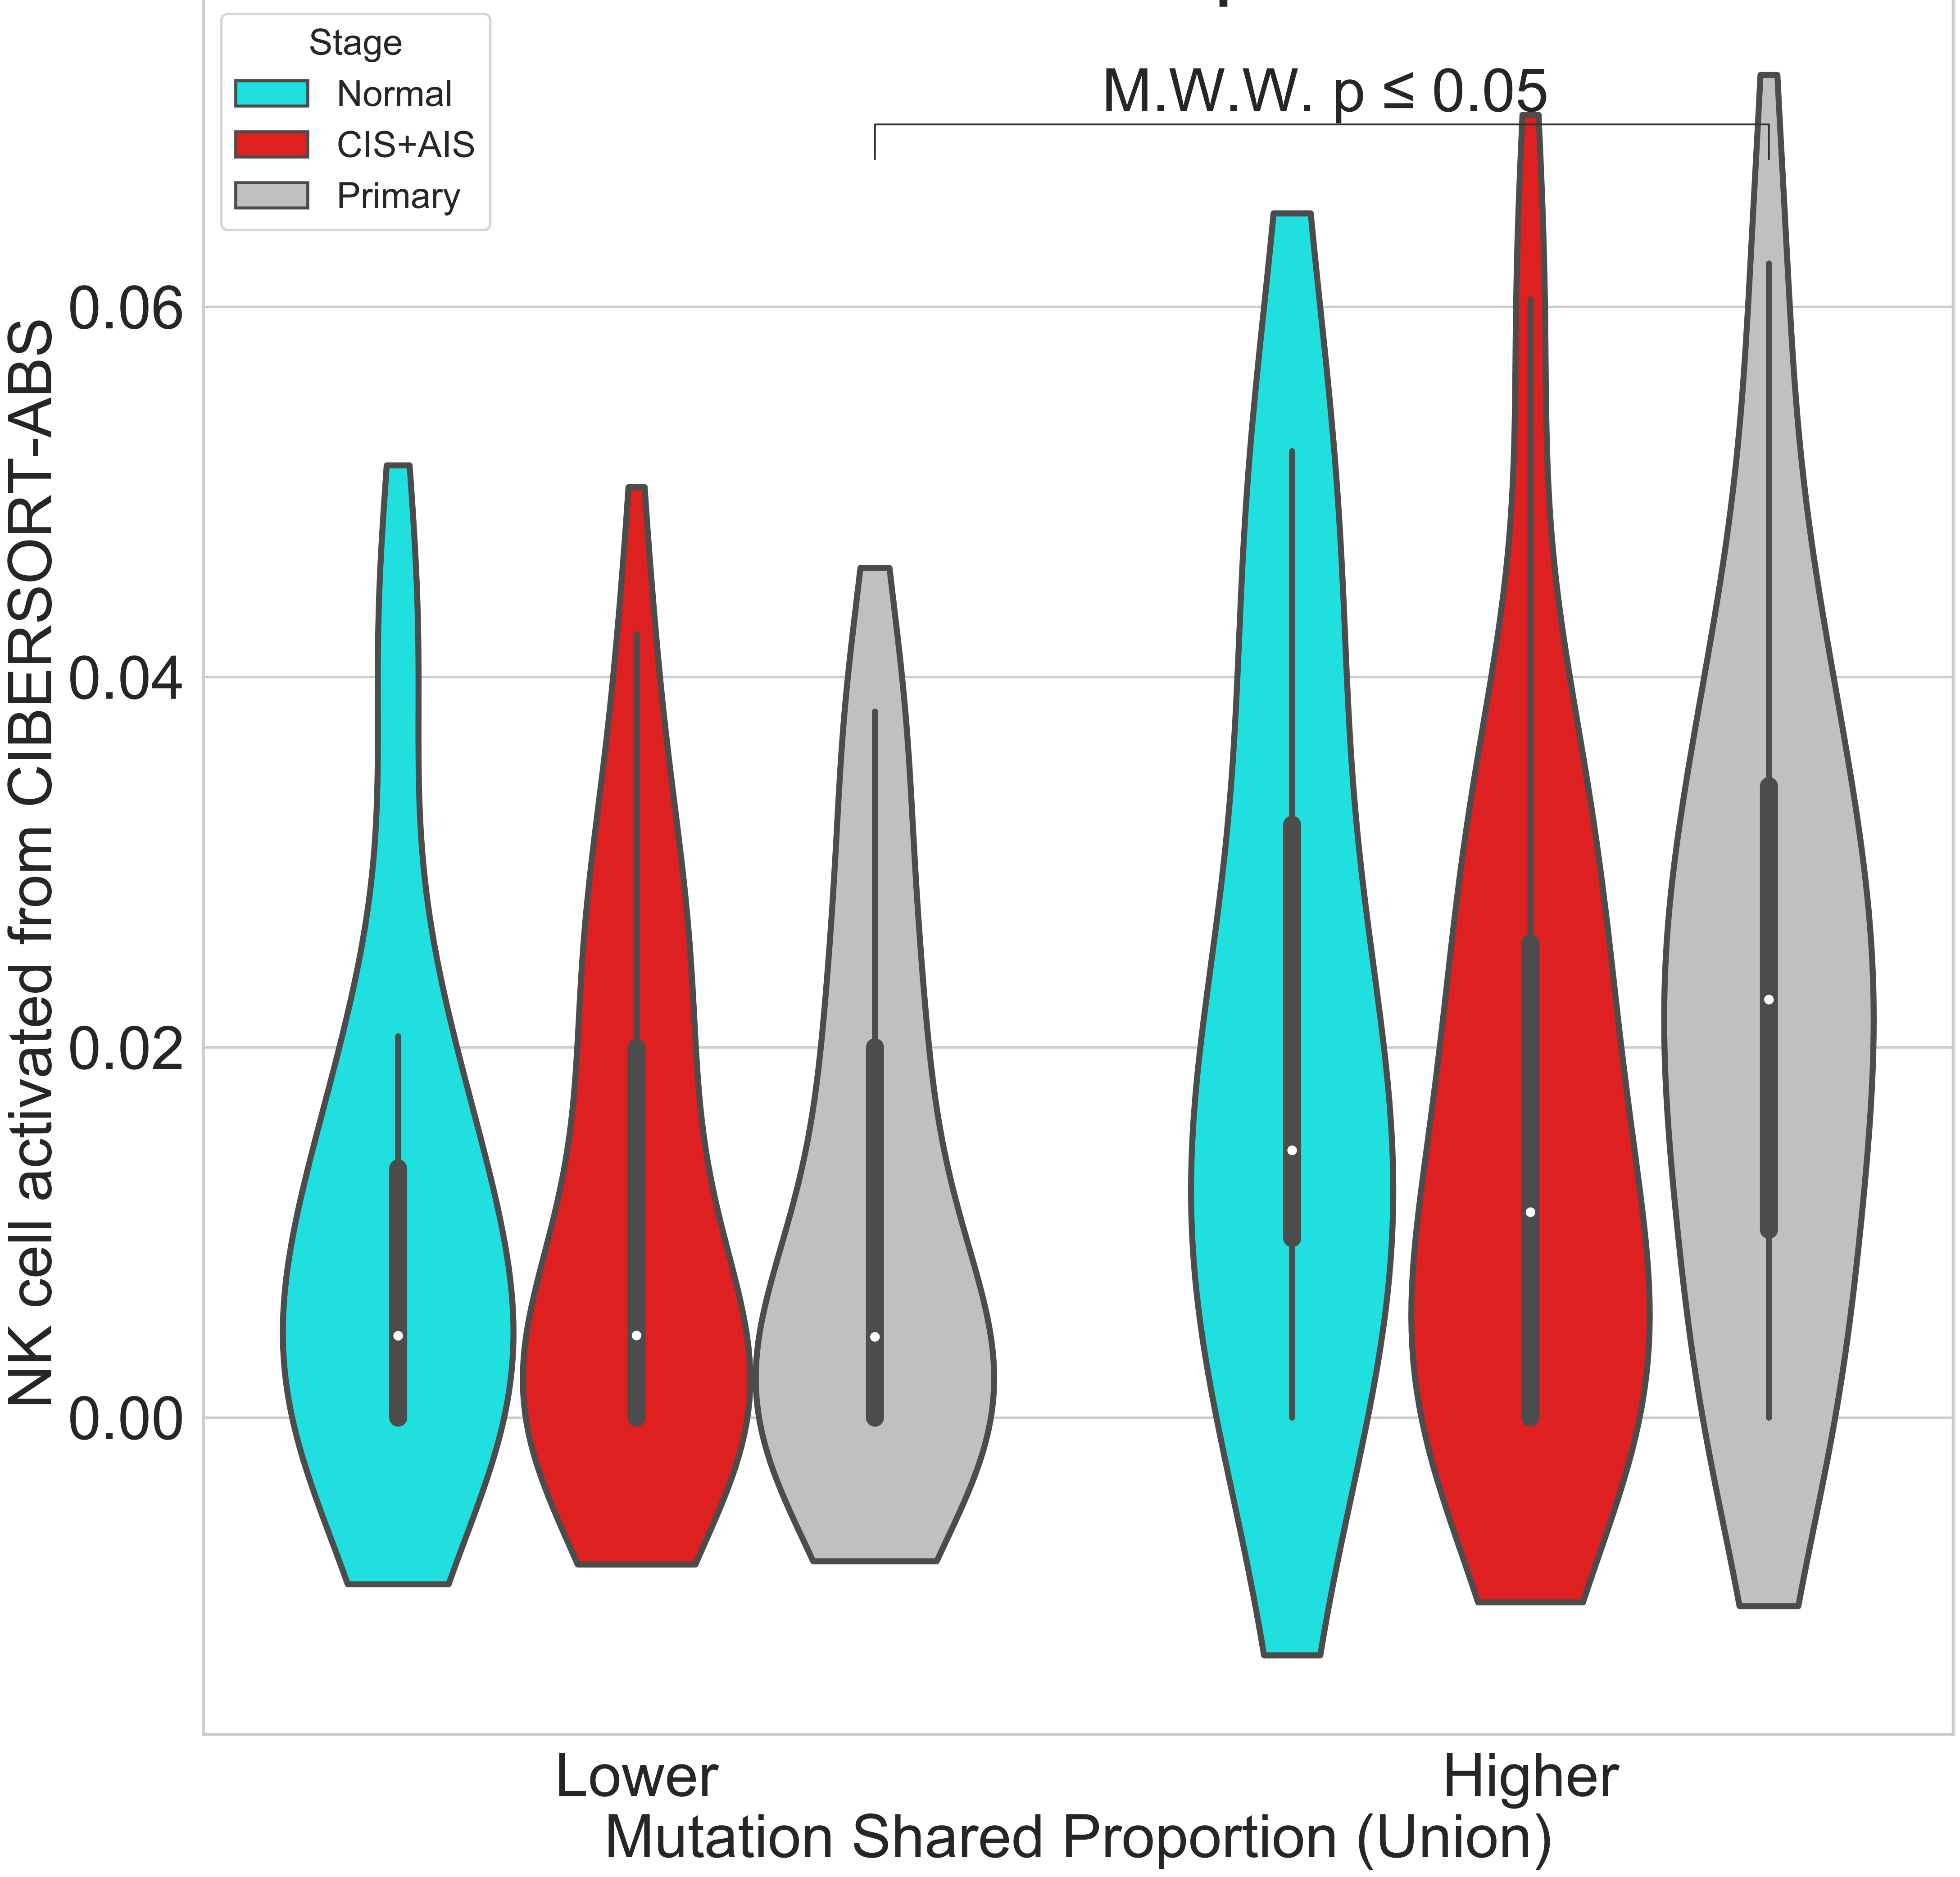 Stage
Normal
CIS+AIS
Primary
M.W.W. p ≤ 0.05
NK cell activated from CIBERSORT-ABS
0.06
0.04
0.02
0.00
Lower
Higher
Mutation Shared Proportion (Union)